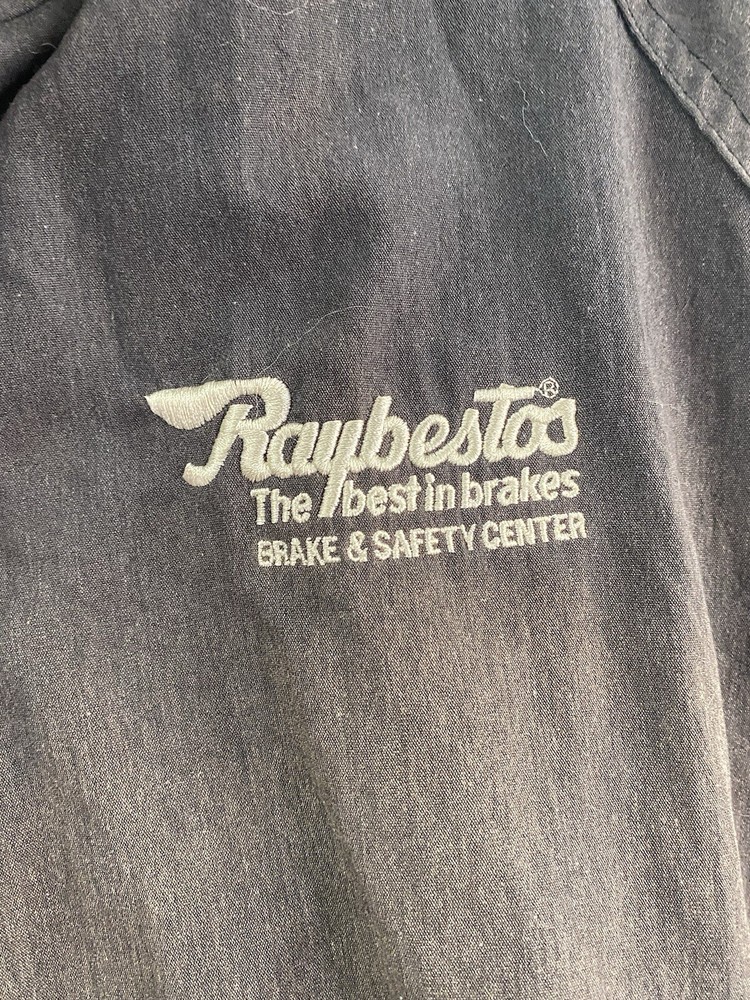 Raybestos®
The best in brakes
BRAKE & SAFETY CENTER